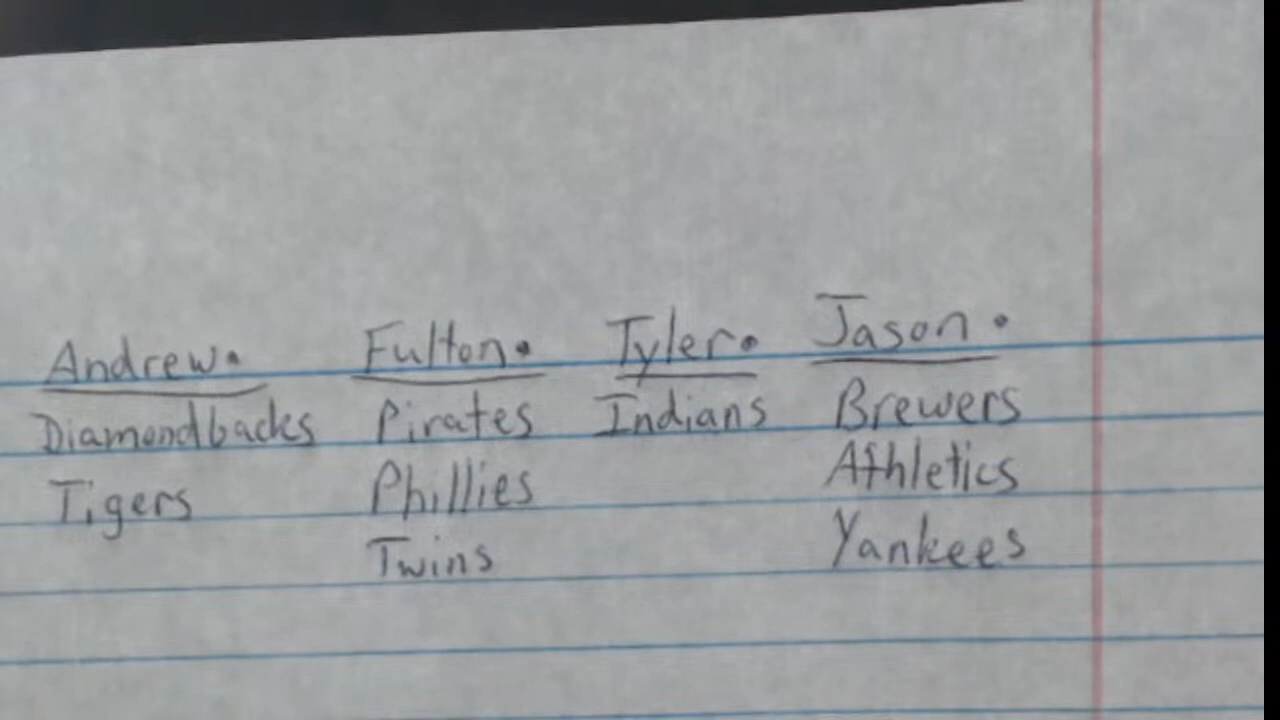 Andrew. Fulton. Tyler. Jason.
Diamondbacks Pirates Indians Brewers
Tigers Phillies Athletics
Twins Yankees